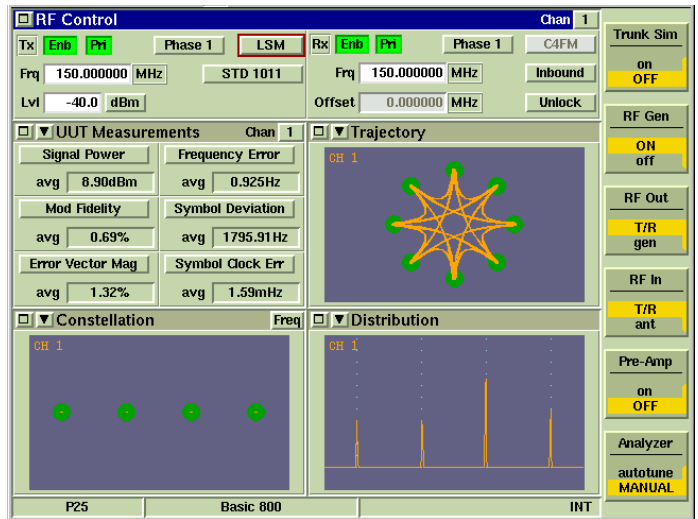 RF Control
Chan 1
Tx Enb Pri Phase 1 LSM
Frq 150.000000 MHz STD 1011
Lvl -40.0 dBm
Rx Enb Pri Phase 1 C4FM
Frq 150.000000 MHz Inbound
Offset 0.000000 MHz Unlock
UUT Measurements Chan 1
Signal Power Frequency Error
avg 8.90dBm avg 0.925Hz
Mod Fidelity Symbol Deviation
avg 0.69% avg 1795.91Hz
Error Vector Mag Symbol Clock Err
avg 1.32% avg 1.59mHz
Trajectory
CH 1
Constellation Freq
CH 1
Distribution
CH 1
Trunk Sim
on
OFF
RF Gen
ON
off
RF Out
T/R
gen
RF In
T/R
ant
Pre-Amp
on
OFF
Analyzer
autotune
MANUAL
P25 Basic 800 INT